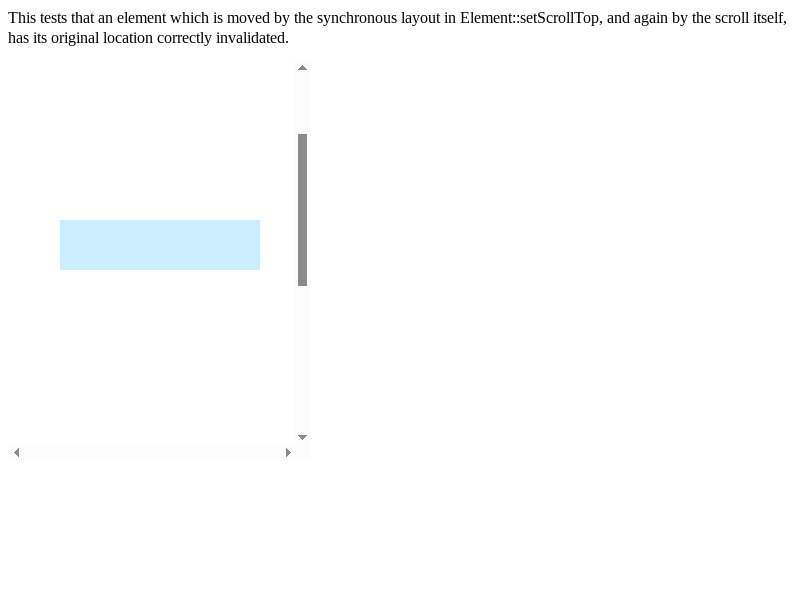 This tests that an element which is moved by the synchronous layout in Element::setScrollTop, and again by the scroll itself,
has its original location correctly invalidated.